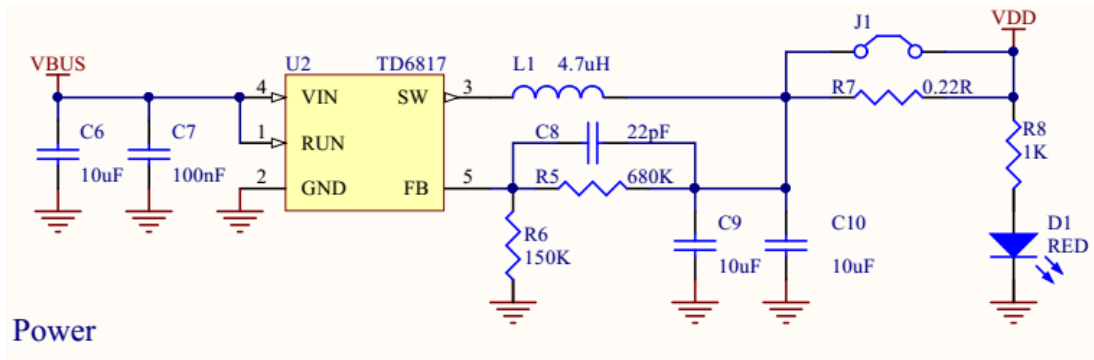 J1
VDD
VBUS
U2 TD6817 L1 4.7uH
4 VIN SW 3
R7 0.22R
C6 C7
10uF 100nF
1 RUN
C8 22pF
R8
1K
2 GND FB 5
R5 680K
R6
150K
C9 C10
10uF 10uF
D1
RED
Power